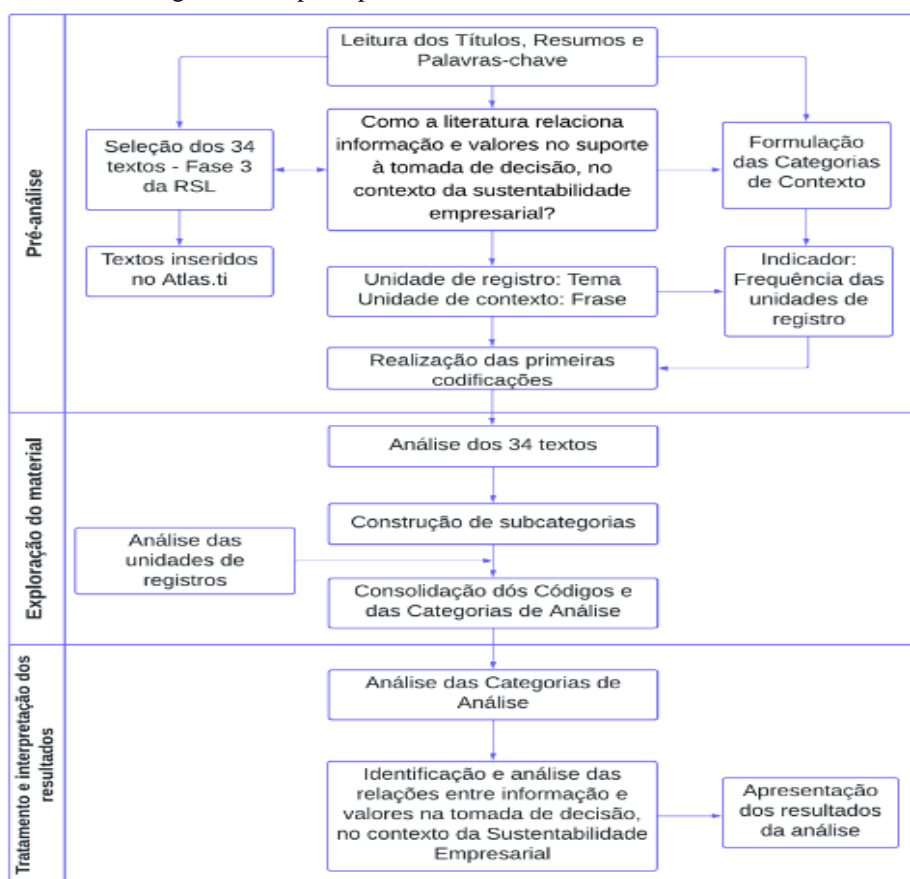 Leitura dos Títulos, Resumos e
Palavras-chave
Pré-análise
Seleção dos 34
textos - Fase 3
da RSL
Como a literatura relaciona
informação e valores no suporte
à tomada de decisão, no
contexto da sustentabilidade
empresarial?
Formulação
das Categorias
de Contexto
Textos inseridos
no Atlas.ti
Unidade de registro: Tema
Unidade de contexto: Frase
Indicador:
Frequência das
unidades de
registro
Realização das primeiras
codificações
Exploração do material
Análise dos 34 textos
Construção de subcategorias
Análise das
unidades de
registros
Consolidação dós Códigos e
das Categorias de Análise
Tratamento e interpretação dos
resultados
Análise das Categorias de
Análise
Identificação e análise das
relações entre informação e
valores na tomada de decisão,
no contexto da Sustentabilidade
Empresarial
Apresentação
dos resultados
da análise